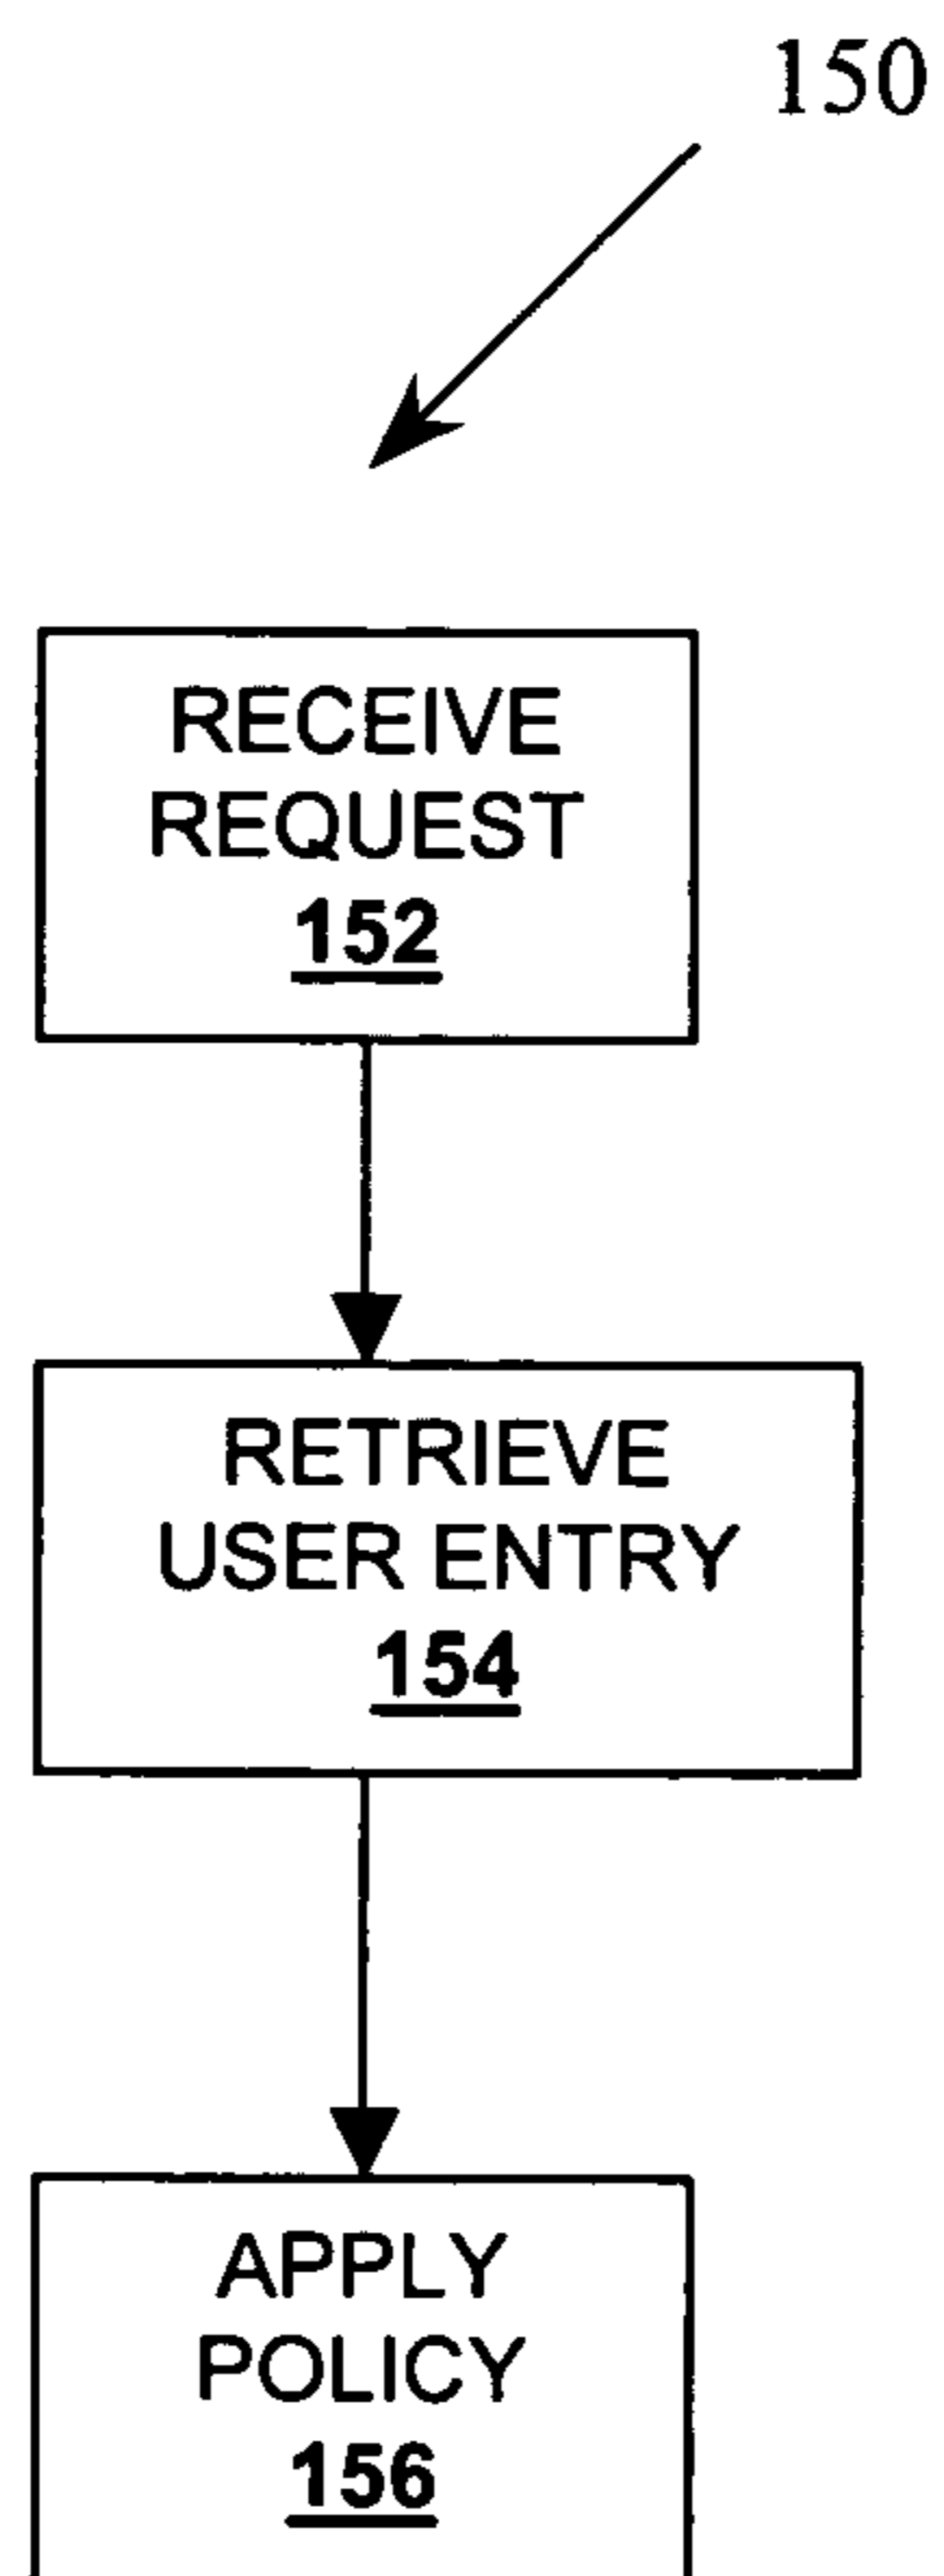 150
RECEIVE
REQUEST
152
RETRIEVE
USER ENTRY
154
APPLY
POLICY
156